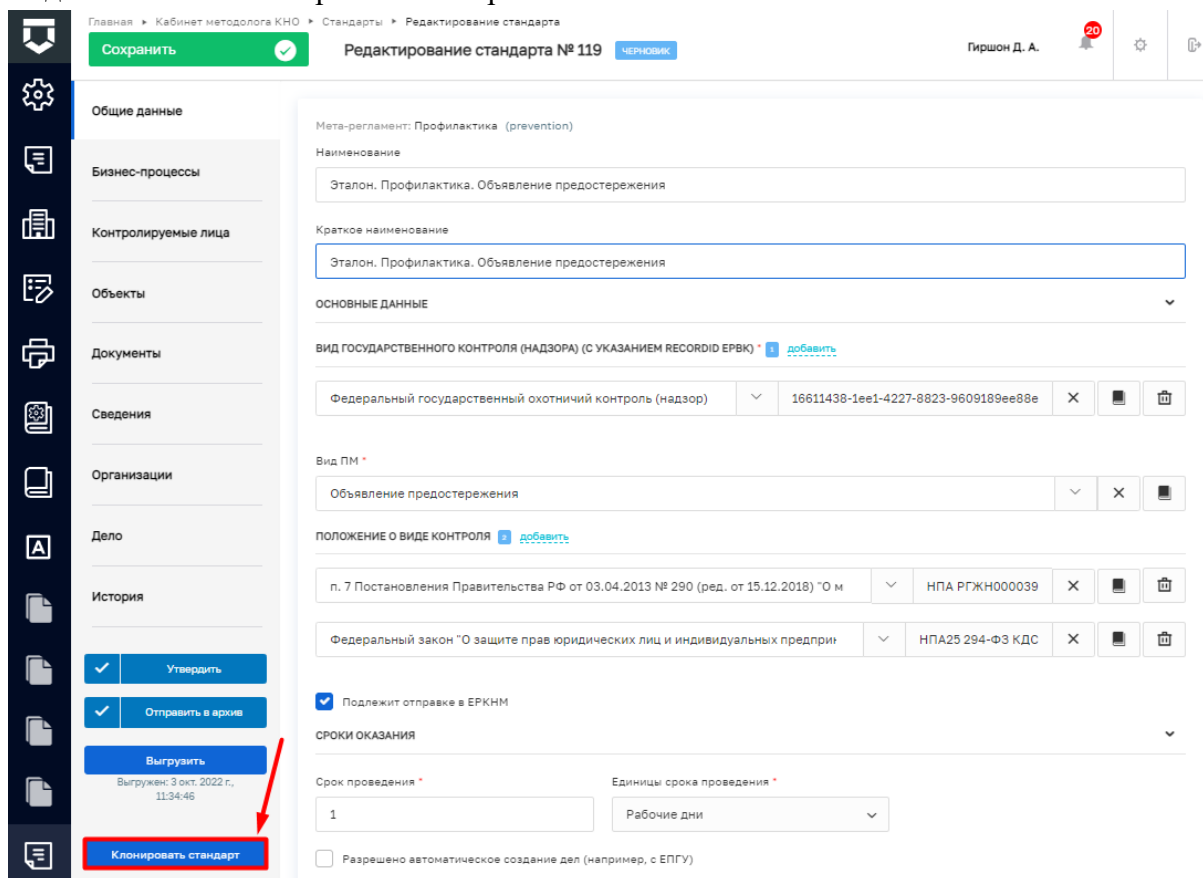 Главная ▸ Кабинет методолога КНО ▸ Стандарты ▸ Редактирование стандарта
Сохранить
Редактирование стандарта № 119 ЧЕРНОВИК
Гиршон Д. А.
20
Общие данные
Бизнес-процессы
Контролируемые лица
Объекты
Документы
Сведения
Организации
Дело
История
Утвердить
Отправить в архив
Выгрузить
Выгружен: 3 окт. 2022 г.,
11:34:46
Клонировать стандарт
Мета-регламент: Профилактика (prevention)
Наименование
Эталон. Профилактика. Объявление предостережения
Краткое наименование
Эталон. Профилактика. Объявление предостережения
ОСНОВНЫЕ ДАННЫЕ
ВИД ГОСУДАРСТВЕННОГО КОНТРОЛЯ (НАДЗОРА) (С УКАЗАНИЕМ RECORDID ЕРВК) * 1 добавить
Федеральный государственный охотничий контроль (надзор) 16611438-1ee1-4227-8823-9609189ee88e
Вид ПМ *
Объявление предостережения
ПОЛОЖЕНИЕ О ВИДЕ КОНТРОЛЯ 2 добавить
п. 7 Постановления Правительства РФ от 03.04.2013 № 290 (ред. от 15.12.2018) "О м НПА РГЖН000039
Федеральный закон "О защите прав юридических лиц и индивидуальных предприн НПА25 294-ФЗ КДС
Подлежит отправке в ЕРКНМ
СРОКИ ОКАЗАНИЯ
Срок проведения * Единицы срока проведения *
1 Рабочие дни
Разрешено автоматическое создание дел (например, с ЕПГУ)